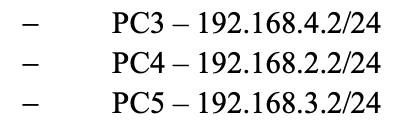 – PC3 – 192.168.4.2/24
– PC4 – 192.168.2.2/24
– PC5 – 192.168.3.2/24